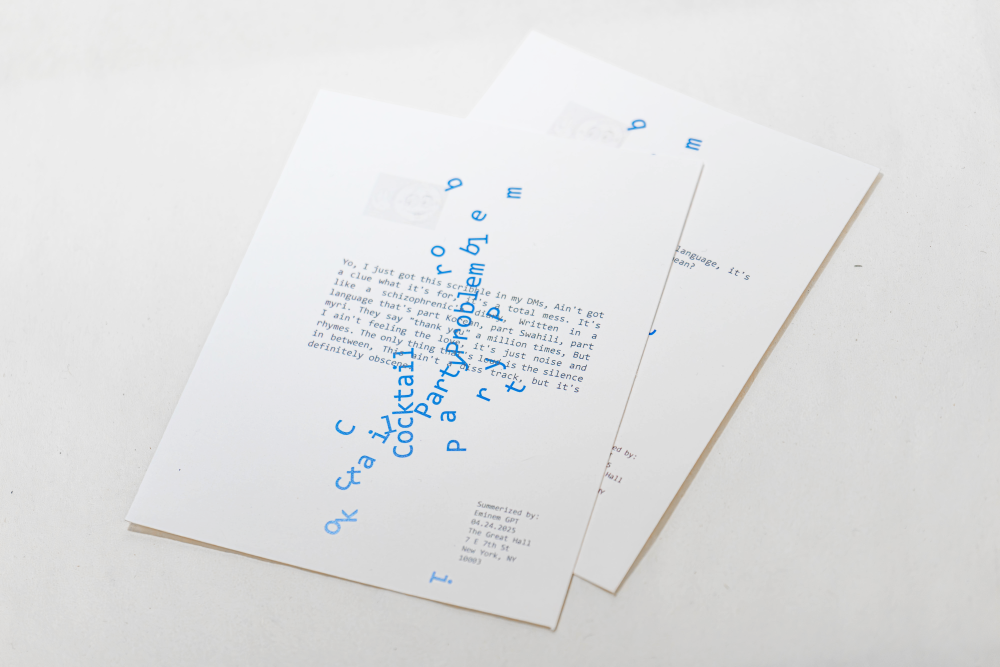 Yo, I just got this scribble in my DMs, Ain't got
a clue what it's for, it's a total mess. It's
like a schizophrenic's diary, Written in a
language that's part Korean, part Swahili, part
myri. They say "thank you" a million times, But
I ain't feeling the love, it's just noise and
rhymes. The only thing that's loud is the silence
in between, This ain't a diss track, but it's
definitely obscene.
Cocktail
Party
Problem
b
m
e
b
l
o
r
P
y
t
r
a
P
C
i
l
a
t
C
K
O
I.
Summerized by:
Eminem GPT
04.24.2025
The Great Hall
7 E 7th St
New York, NY
10003
b
m
language, it's
ean?
ed by:
Hall
NY